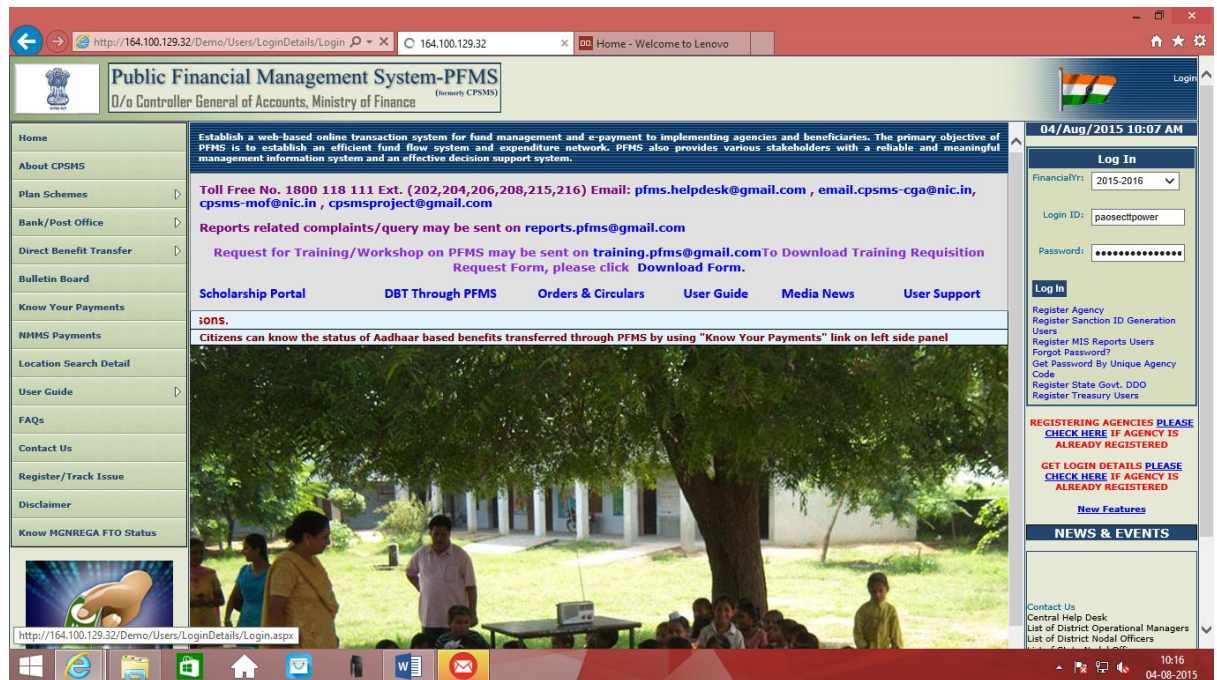 http://164.100.129.32/Demo/Users/LoginDetails/Login
164.100.129.32
DD. Home - Welcome to Lenovo
Public Financial Management System-PFMS
(formerly CPSMS)
O/o Controller General of Accounts, Ministry of Finance
Login
Home
About CPSMS
Plan Schemes
Bank/Post Office
Direct Benefit Transfer
Bulletin Board
Know Your Payments
NMMS Payments
Location Search Detail
User Guide
FAQs
Contact Us
Register/Track Issue
Disclaimer
Know MGNREGA FTO Status
http://164.100.129.32/Demo/Users/LoginDetails/Login.aspx
Establish a web-based online transaction system for fund management and e-payment to implementing agencies and beneficiaries. The primary objective of
PFMS is to establish an efficient fund flow system and expenditure network. PFMS also provides various stakeholders with a reliable and meaningful
management information system and an effective decision support system.
Toll Free No. 1800 118 111 Ext. (202,204,206,208,215,216) Email: pfms.helpdesk@gmail.com , email.cpsms-cga@nic.in,
cpsms-mof@nic.in , cpsmsproject@gmail.com
Reports related complaints/query may be sent on reports.pfms@gmail.com
Request for Training/Workshop on PFMS may be sent on training.pfms@gmail.comTo Download Training Requisition
Request Form, please click Download Form.
Scholarship Portal DBT Through PFMS Orders & Circulars User Guide Media News User Support
sons.
Citizens can know the status of Aadhaar based benefits transferred through PFMS by using "Know Your Payments" link on left side panel
04/Aug/2015 10:07 AM
Log In
FinancialYr: 2015-2016
Login ID: paosecttpower
Password: •••••••••••••••
Log In
Register Agency
Register Sanction ID Generation
Users
Register MIS Reports Users
Forgot Password?
Get Password By Unique Agency
Code
Register State Govt. DDO
Register Treasury Users
REGISTERING AGENCIES PLEASE
CHECK HERE IF AGENCY IS
ALREADY REGISTERED
GET LOGIN DETAILS PLEASE
CHECK HERE IF AGENCY IS
ALREADY REGISTERED
New Features
NEWS & EVENTS
Contact Us
Central Help Desk
List of District Operational Managers
List of District Nodal Officers
10:16
04-08-2015